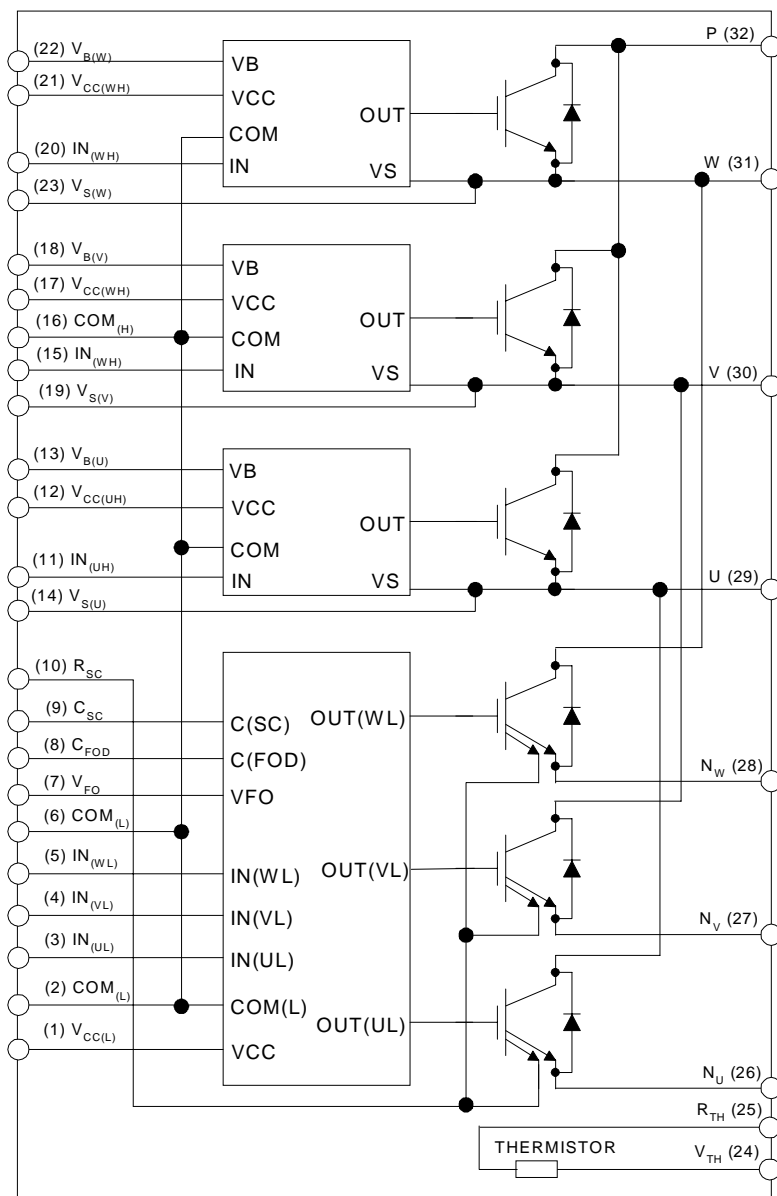 (22) VB(W)
VB
P (32)
(21) VCC(WH)
VCC
OUT
COM
(20) IN(WH)
IN
VS
W (31)
(23) VS(W)
(18) VB(V)
VB
(17) VCC(WH)
VCC
(16) COM(H)
COM
OUT
(15) IN(WH)
IN
VS
V (30)
(19) VS(V)
(13) VB(U)
VB
(12) VCC(UH)
VCC
OUT
COM
(11) IN(UH)
IN
VS
U (29)
(14) VS(U)
(10) RSC
(9) CSC
C(SC)
OUT(WL)
(8) CFOD
C(FOD)
NW (28)
(7) VFO
VFO
(6) COM(L)
(5) IN(WL)
IN(WL)
OUT(VL)
(4) IN(VL)
IN(VL)
NV (27)
(3) IN(UL)
IN(UL)
(2) COM(L)
COM(L)
OUT(UL)
(1) VCC(L)
VCC
NU (26)
RTH (25)
THERMISTOR
VTH (24)